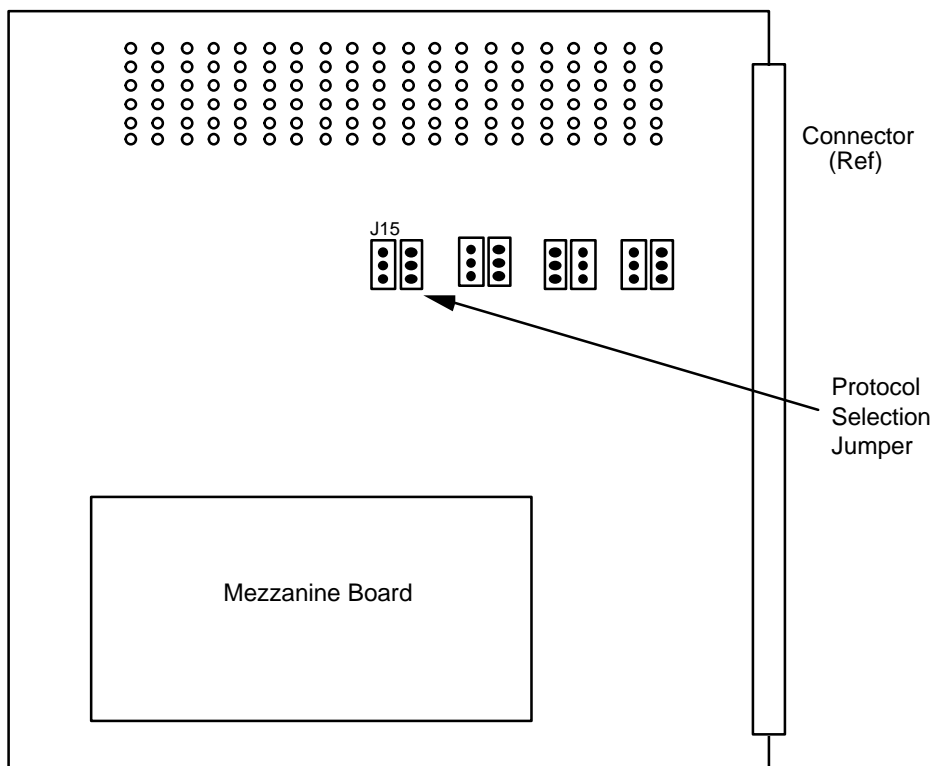 Connector
(Ref)
J15
Protocol
Selection
Jumper
Mezzanine Board